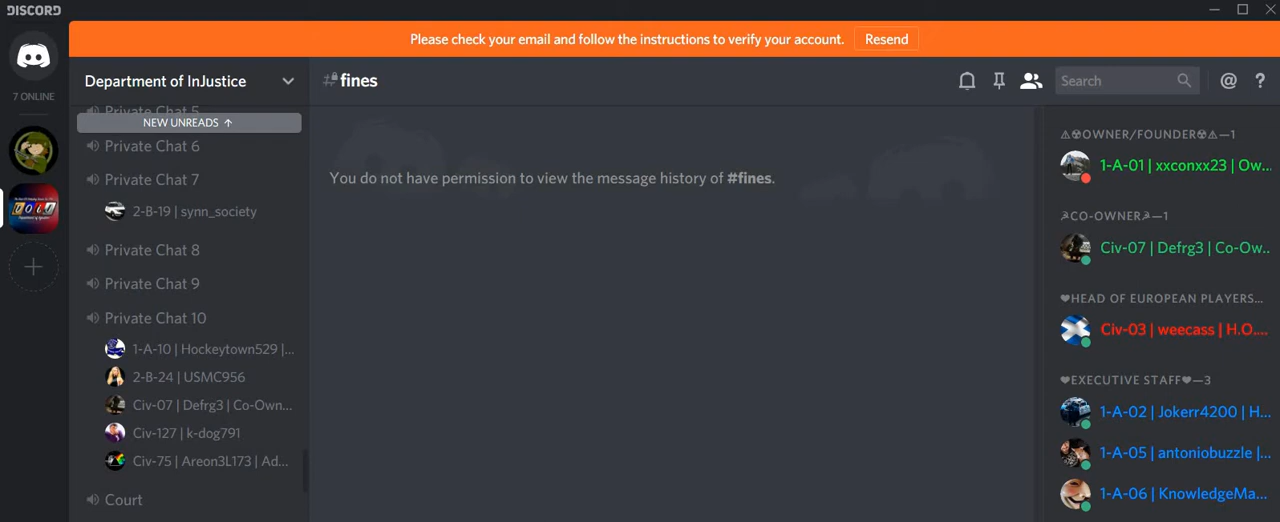 DISCORD
Please check your email and follow the instructions to verify your account. Resend
7 ONLINE
Department of InJustice
Private Chat 5
NEW UNREADS ↑
Private Chat 6
Private Chat 7
2-B-19 | synn_society
Private Chat 8
Private Chat 9
Private Chat 10
1-A-10 | Hockeytown529 |...
2-B-24 | USMC956
Civ-07 | Defrg3 | Co-Own...
Civ-127 | k-dog791
Civ-75 | Areon3L173 | Ad...
Court
#fines
Search
@ ?
You do not have permission to view the message history of #fines.
⚠☢OWNER/FOUNDER☢⚠—1
1-A-01 | xxconxx23 | Ow...
☭CO-OWNER☭—1
Civ-07 | Defrg3 | Co-Ow...
❤HEAD OF EUROPEAN PLAYERS...
Civ-03 | weecass | H.O....
❤EXECUTIVE STAFF❤—3
1-A-02 | Jokerr4200 | H...
1-A-05 | antoniobuzzle |...
1-A-06 | KnowledgeMa...